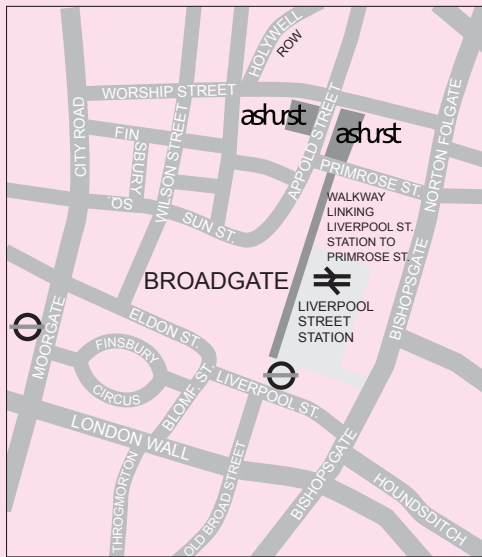 HOLYWELL
ROW
WORSHIP STREET
ashurst
ashurst
CITY ROAD
FIN
SBURY
SQ.
WILSON STREET
APPOLD STREET
NORTON FOLGATE
PRIMROSE ST.
SUN ST.
WALKWAY
LINKING
LIVERPOOL ST.
STATION TO
PRIMROSE ST.
BROADGATE
LIVERPOOL
STREET
STATION
BISHOPSGATE
MOORGATE
ELDON ST.
FINSBURY
CIRCUS
BLOMF. ST.
LIVERPOOL ST.
LONDON WALL
THROGMORTON
OLD BROAD STREET
BISHOPSGATE
HOUNDSDITCH